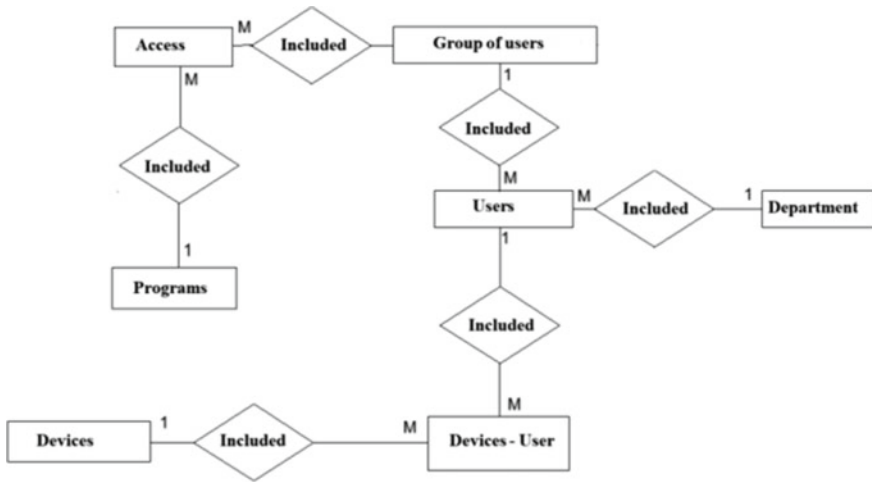 Access
M
Included
Group of users
M
1
Included
Included
M
Users
M
Included
1
Department
1
1
Programs
Included
M
Devices
1
Included
M
Devices - User